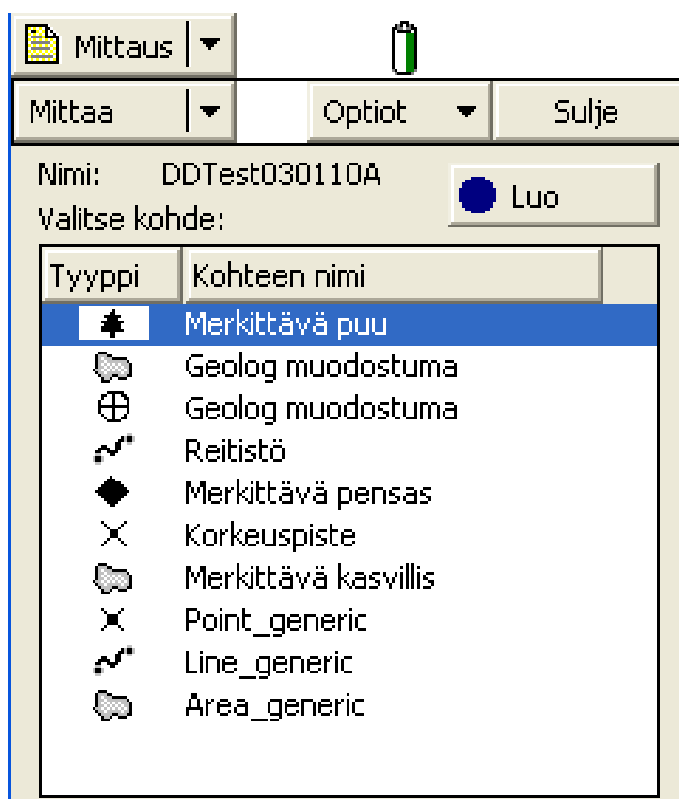 Mittaus
Mittaa Optiot Sulje
Nimi: DDTest030110A
Luo
Valitse kohde:
Tyyppi Kohteen nimi
Merkittävä puu
Geolog muodostuma
Geolog muodostuma
Reitistö
Merkittävä pensas
Korkeuspiste
Merkittävä kasvillis
Point_generic
Line_generic
Area_generic